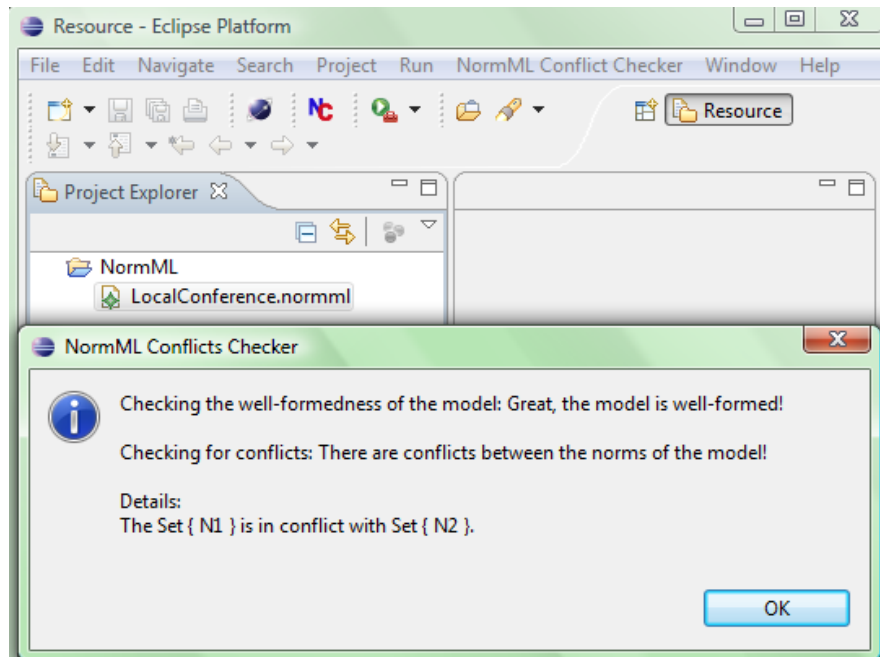 Resource - Eclipse Platform
File Edit Navigate Search Project Run NormML Conflict Checker Window Help
NC
Resource
Project Explorer
NormML
LocalConference.normml
NormML Conflicts Checker
Checking the well-formedness of the model: Great, the model is well-formed!
Checking for conflicts: There are conflicts between the norms of the model!
Details:
The Set { N1 } is in conflict with Set { N2 }.
OK